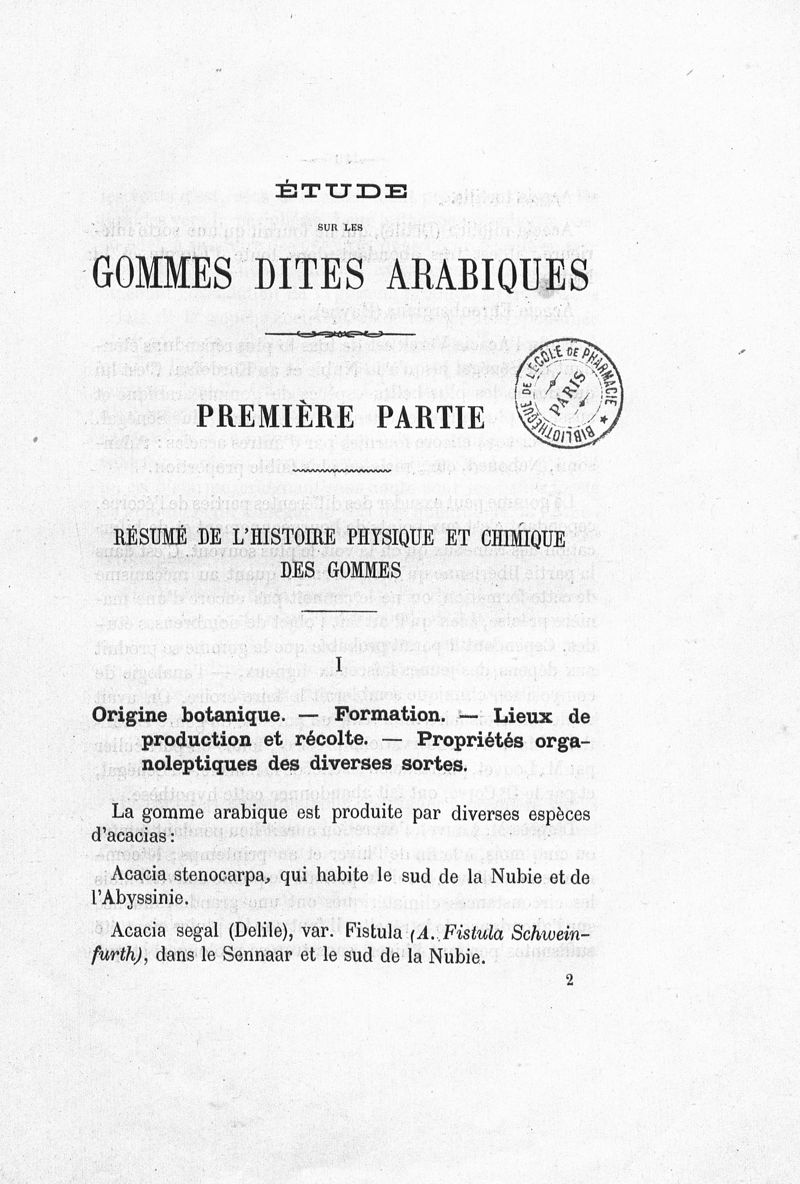 ÉTUDE
SUR LES
GOMMES DITES ARABIQUES
BIBLIOTHÈQUE DE L'ECOLE DE PHARMACIE
PARIS
PREMIÈRE PARTIE
RÉSUMÉ DE L'HISTOIRE PHYSIQUE ET CHIMIQUE
DES GOMMES
I
Origine botanique. — Formation. — Lieux de
production et récolte. — Propriétés orga-
noleptiques des diverses sortes.
La gomme arabique est produite par diverses espèces
d'acacias:
Acacia stenocarpa, qui habite le sud de la Nubie et de
l'Abyssinie.
Acacia segal (Delile), var. Fistula (A. Fistula Schwein-
furth), dans le Sennaar et le sud de la Nubie.
2